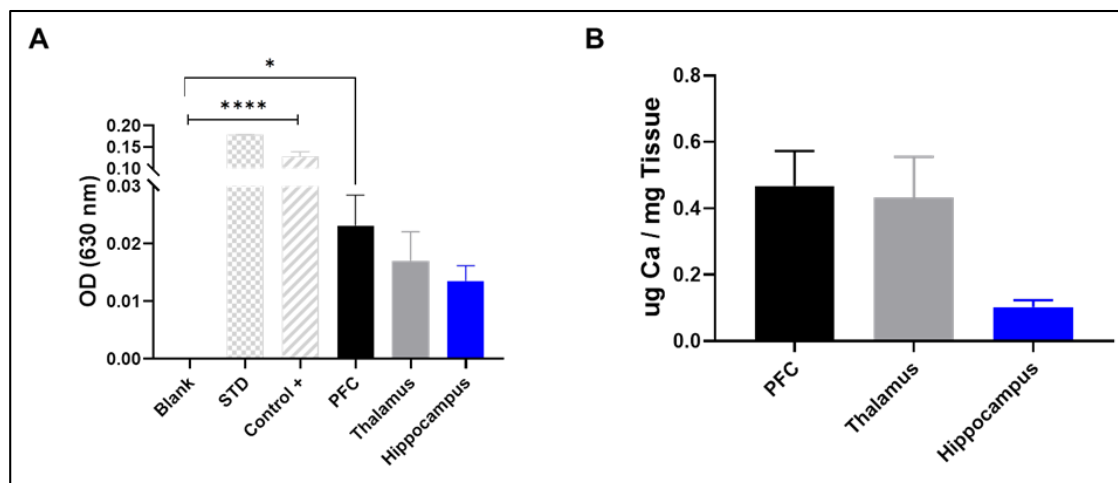 A
*
****
0.20
0.15
0.10
0.03
0.02
0.01
0.00
OD (630 nm)
Blank
STD
Control +
PFC
Thalamus
Hippocampus
B
0.8
0.6
0.4
0.2
0.0
ug Ca / mg Tissue
PFC
Thalamus
Hippocampus